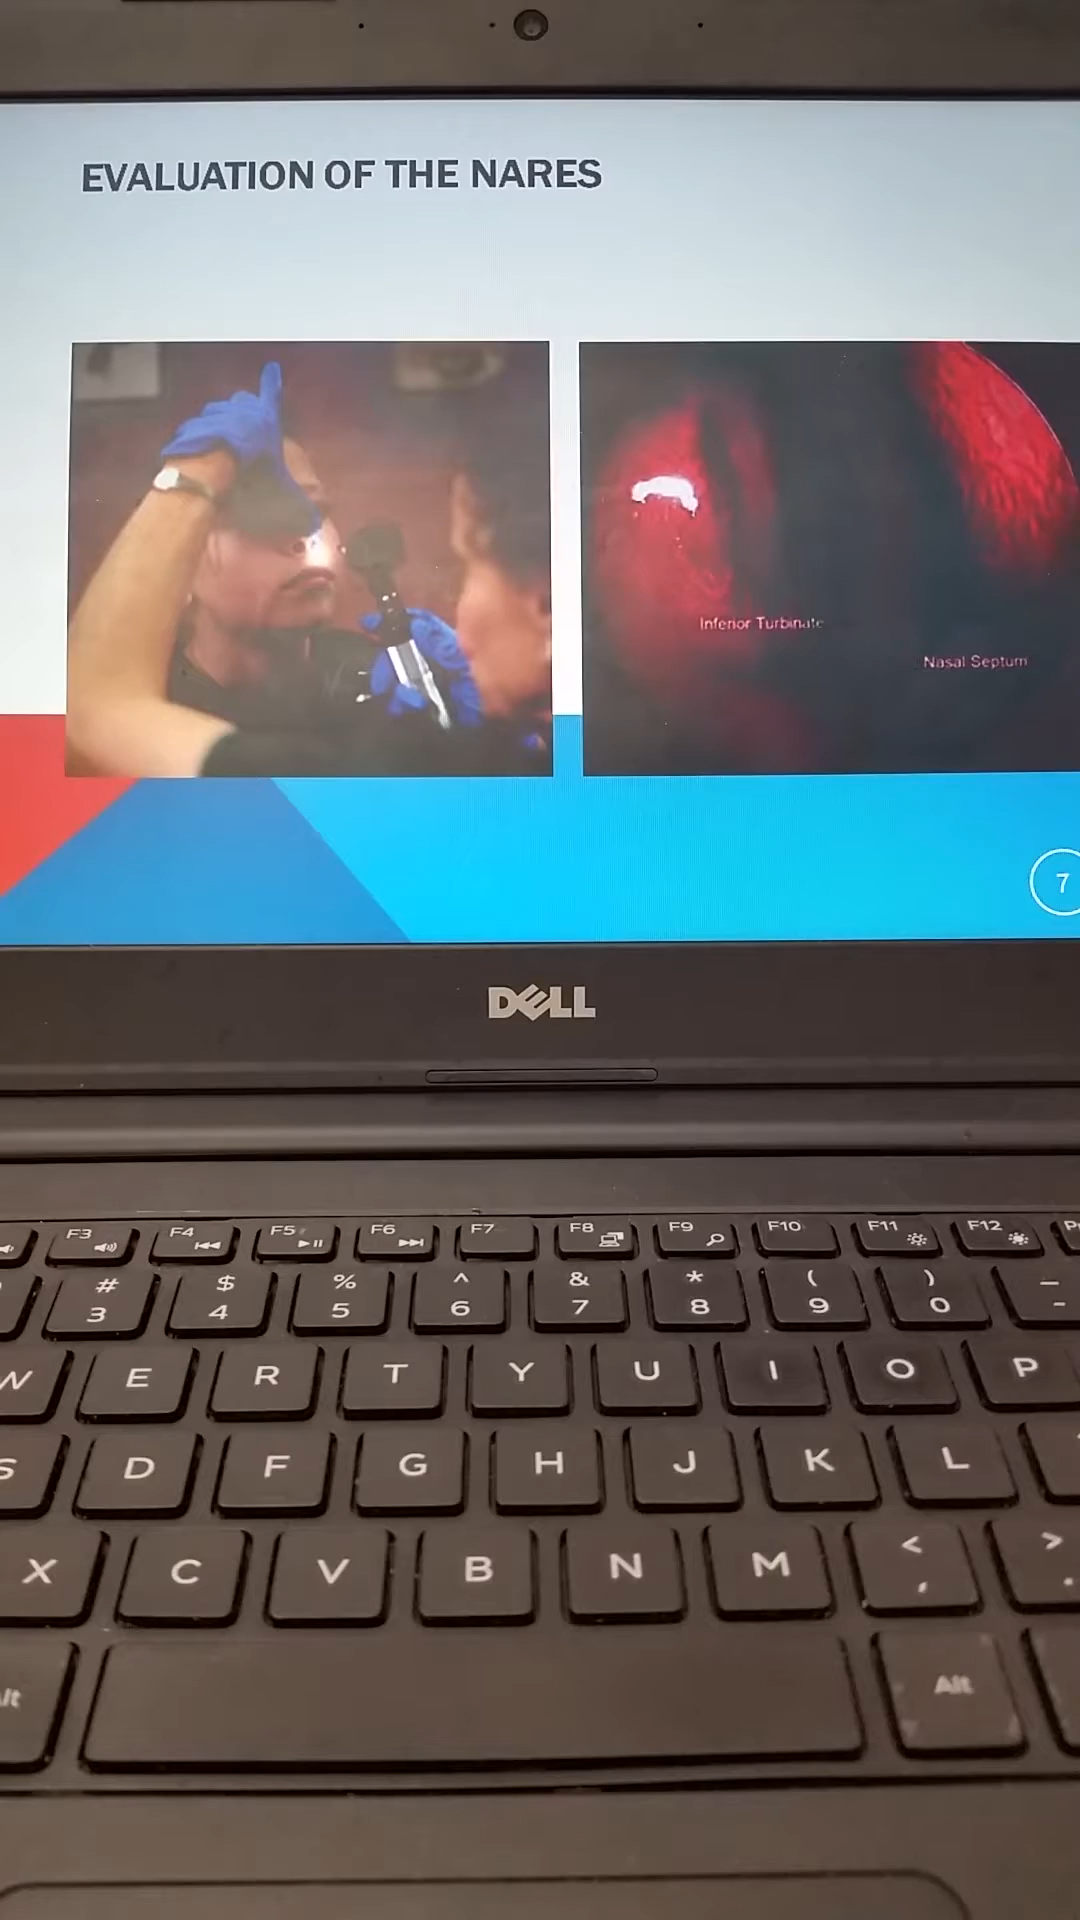 EVALUATION OF THE NARES
Inferior Turbinate
Nasal Septum
7
DELL
F3 F4 F5 F6 F7 F8 F9 F10 F11 F12
# $ % ^ & * ( ) _
3 4 5 6 7 8 9 0 -
W E R T Y U I O P
S D F G H J K L
X C V B N M < >
, .
Alt